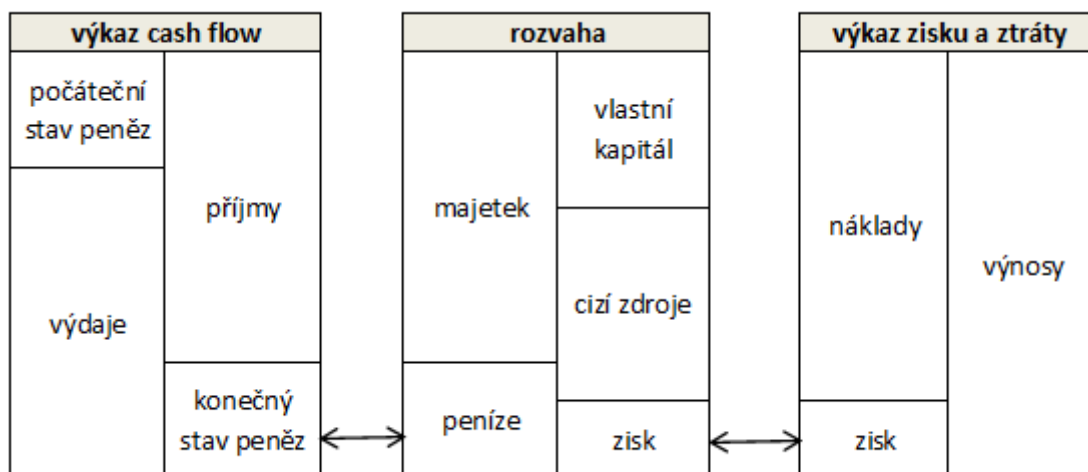 výkaz cash flow
počáteční
stav peněz
příjmy
výdaje
konečný
stav peněz
rozvaha
vlastní
kapitál
majetek
cizí zdroje
peníze
zisk
výkaz zisku a ztráty
náklady
výnosy
zisk